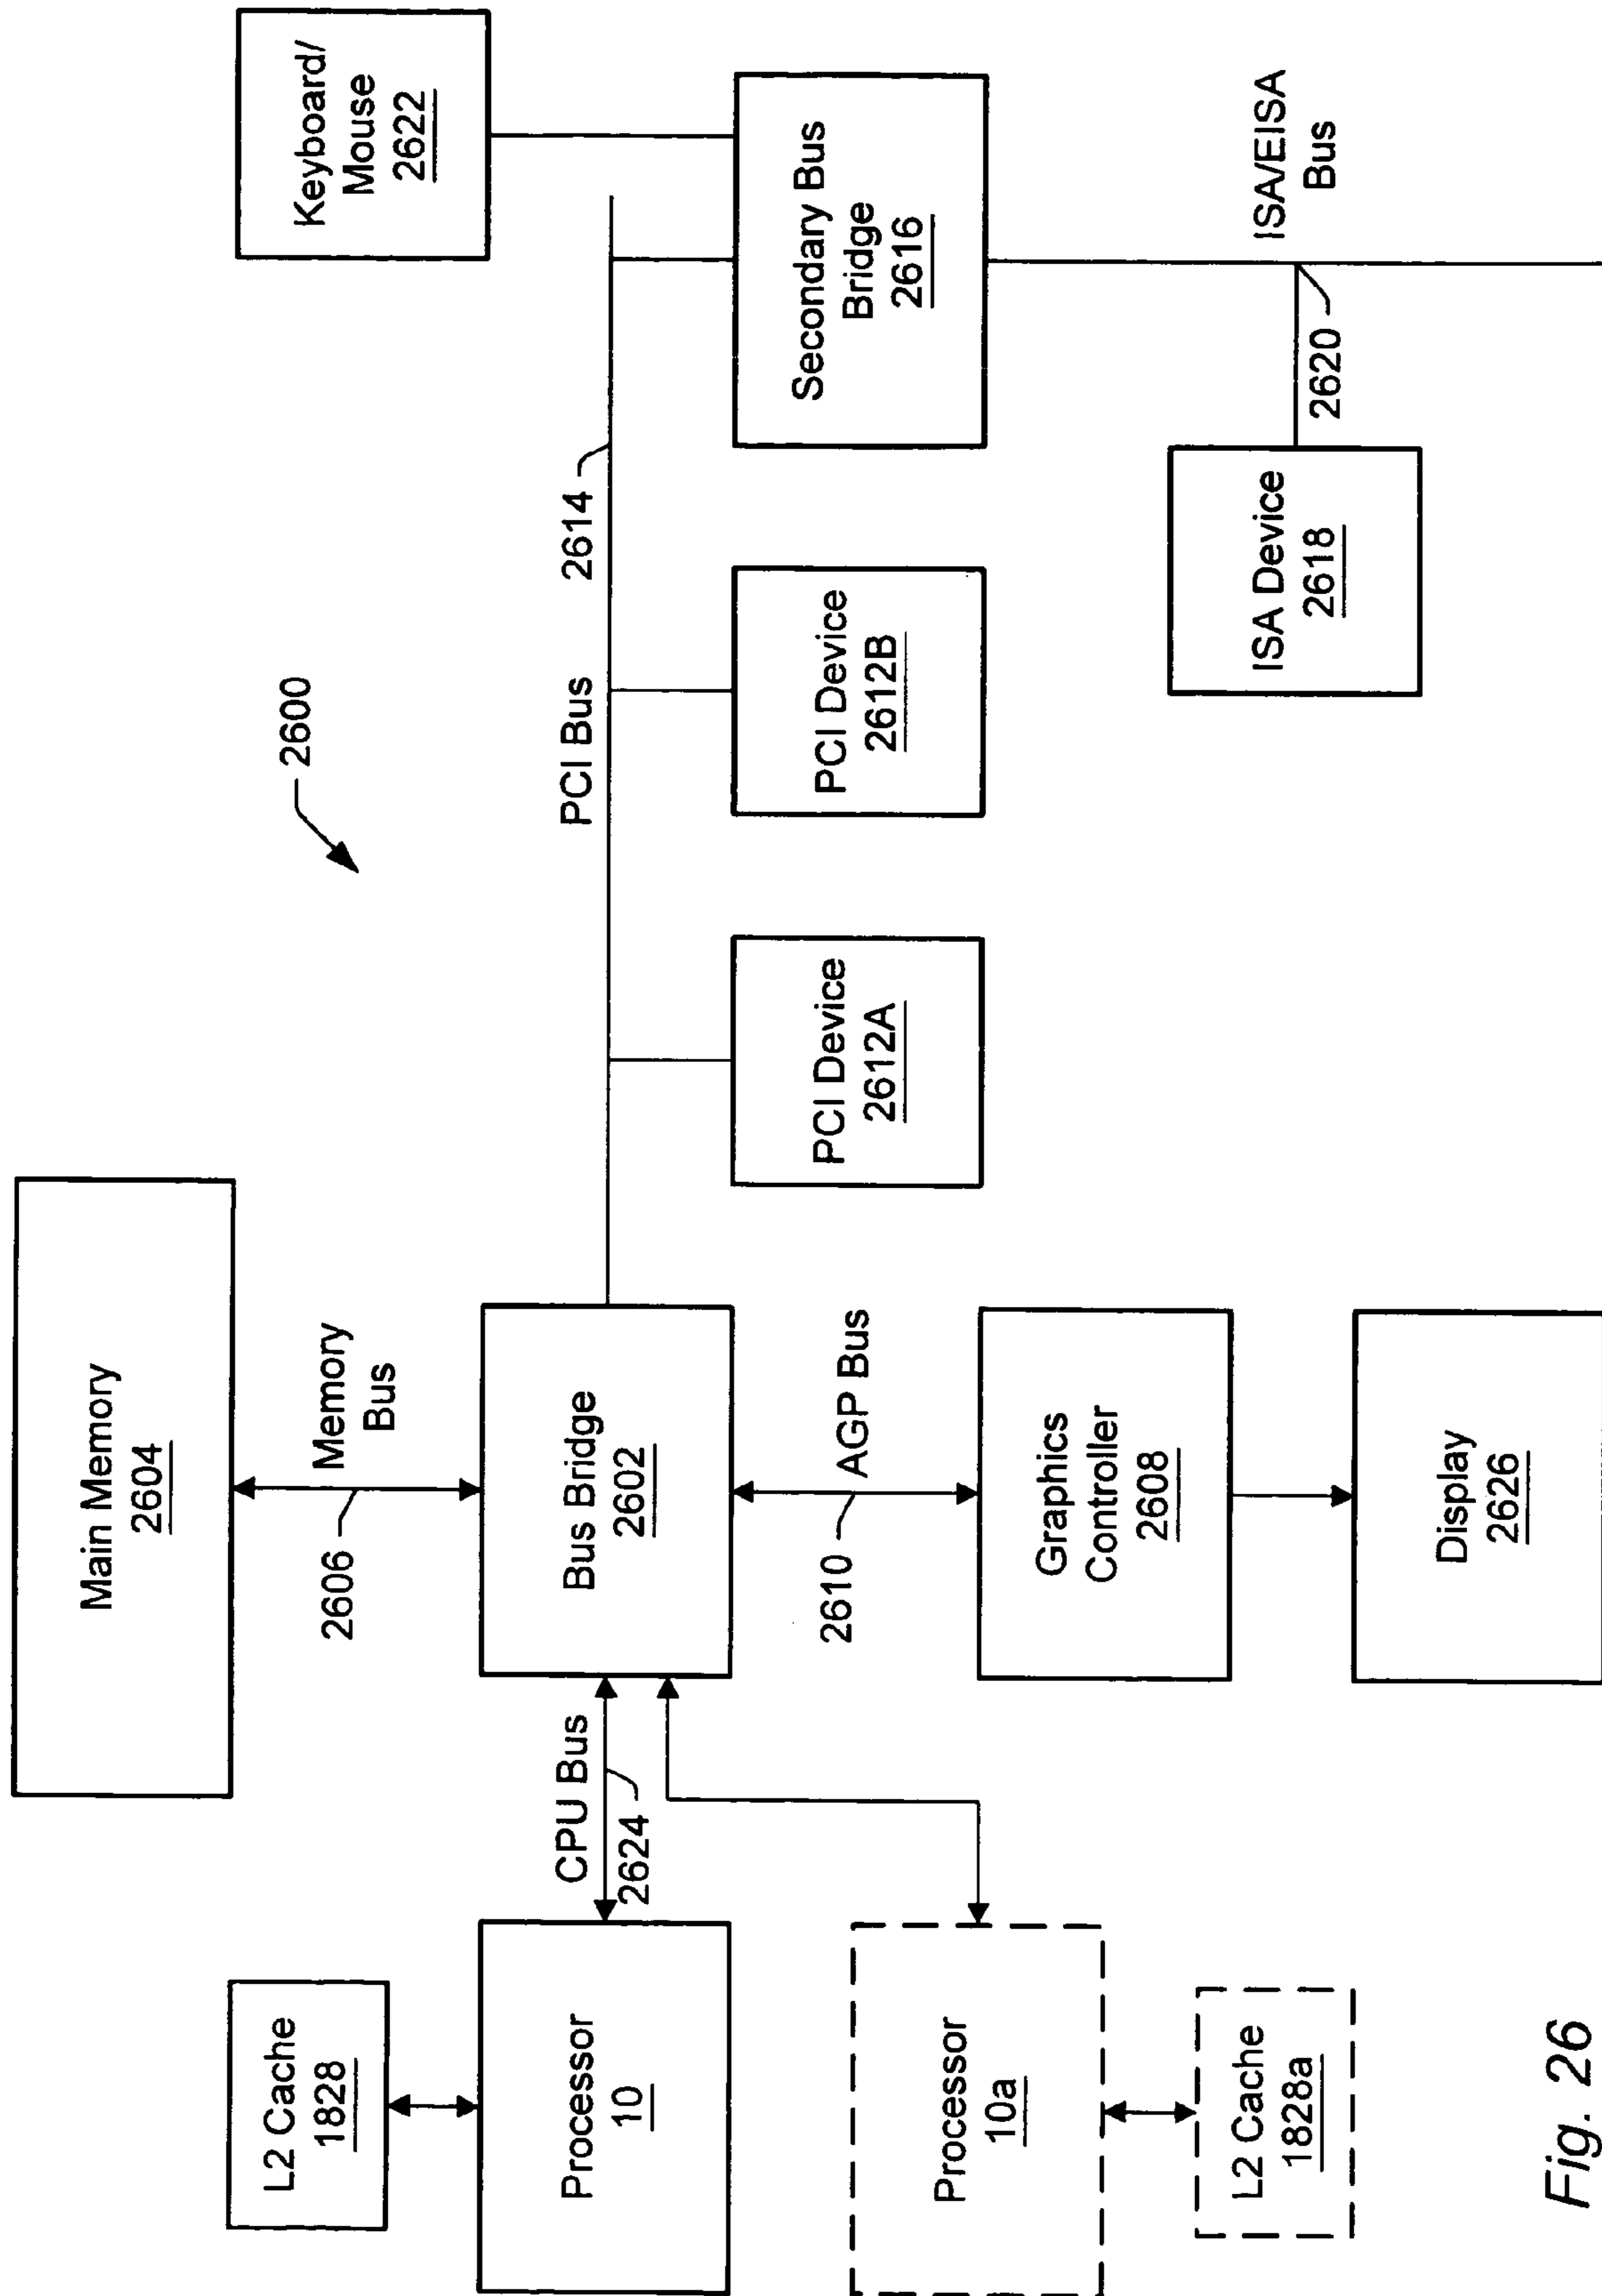 2600
Main Memory
2604
Keyboard/
Mouse
2622
L2 Cache
1828
2606
Memory
Bus
Processor
10
CPU Bus
2624
Bus Bridge
2602
PCI Bus
2614
PCI Device
2612A
PCI Device
2612B
Secondary Bus
Bridge
2616
Processor
10a
2610
AGP Bus
L2 Cache
1828a
Graphics
Controller
2608
ISA Device
2618
2620
ISA/EISA
Bus
Display
2626
Fig. 26